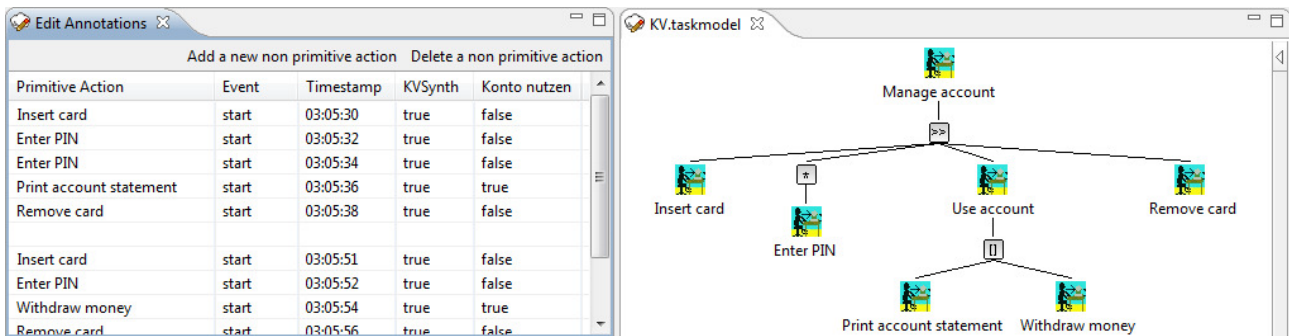 Edit Annotations
Add a new non primitive action Delete a non primitive action
Primitive Action Event Timestamp KVSynth Konto nutzen
Insert card start 03:05:30 true false
Enter PIN start 03:05:32 true false
Enter PIN start 03:05:34 true false
Print account statement start 03:05:36 true true
Remove card start 03:05:38 true false
Insert card start 03:05:51 true false
Enter PIN start 03:05:52 true false
Withdraw money start 03:05:54 true true
Remove card start 03:05:56 true false
KV.taskmodel
Manage account
>>
*
Insert card Use account Remove card
Enter PIN
[]
Print account statement Withdraw money